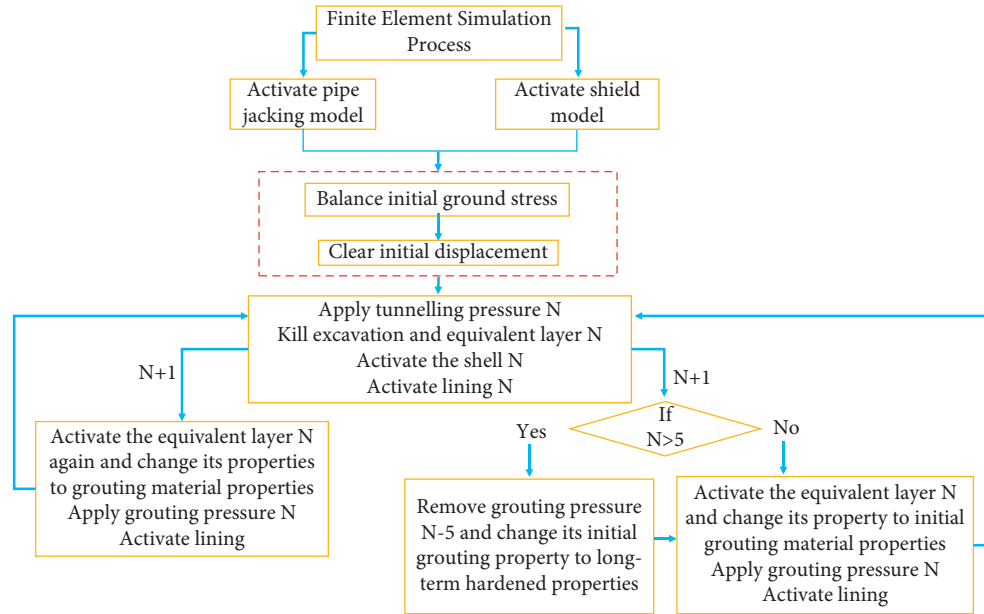 Finite Element Simulation
Process
Activate pipe
jacking model
Activate shield
model
Balance initial ground stress
Clear initial displacement
Apply tunnelling pressure N
Kill excavation and equivalent layer N
Activate the shell N
Activate lining N
N+1
N+1
If
N>5
Yes
No
Activate the equivalent layer N
again and change its properties
to grouting material properties
Apply grouting pressure N
Activate lining
Remove grouting pressure
N-5 and change its initial
grouting property to long-
term hardened properties
Activate the equivalent layer N
and change its property to initial
grouting material properties
Apply grouting pressure N
Activate lining